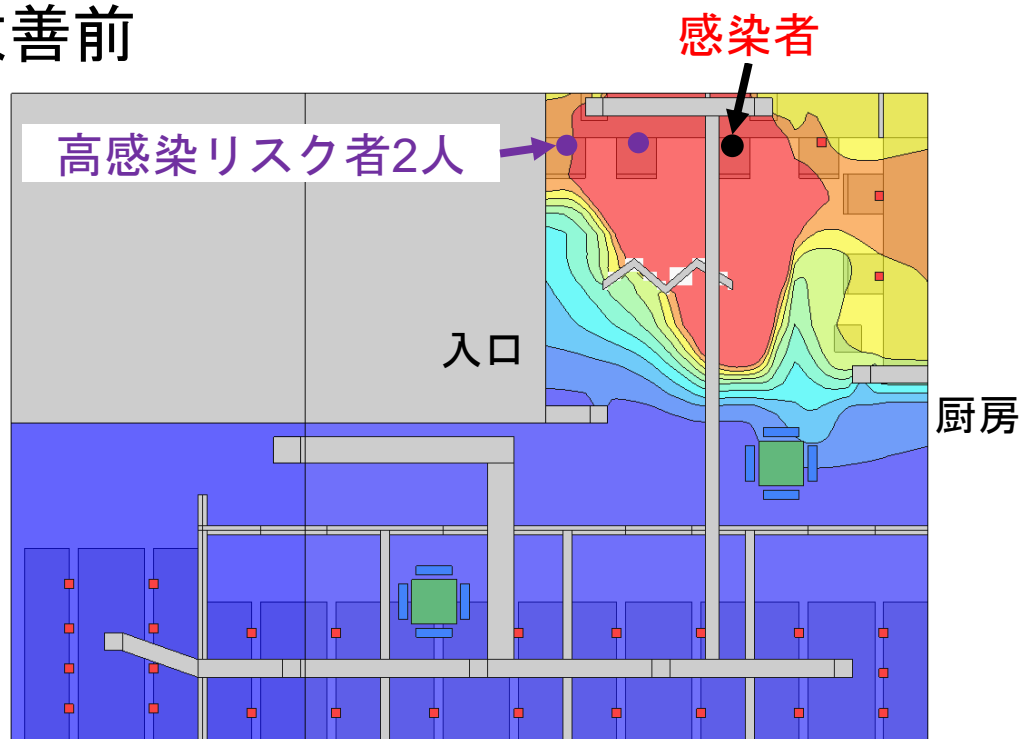 善前
感染者
高感染リスク者2人
入口
厨房